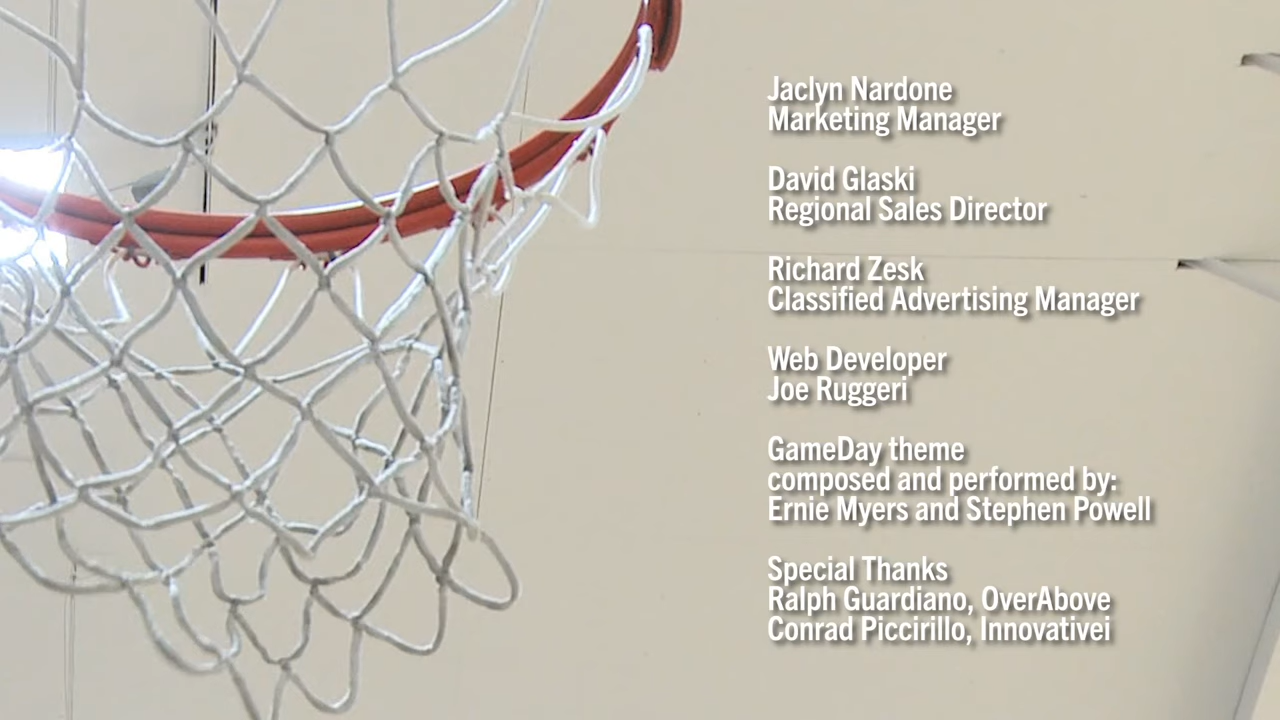 Jaclyn Nardone
Marketing Manager
David Glaski
Regional Sales Director
Richard Zesk
Classified Advertising Manager
Web Developer
Joe Ruggeri
GameDay theme
composed and performed by:
Ernie Myers and Stephen Powell
Special Thanks
Ralph Guardiano, OverAbove
Conrad Piccirillo, Innovativei